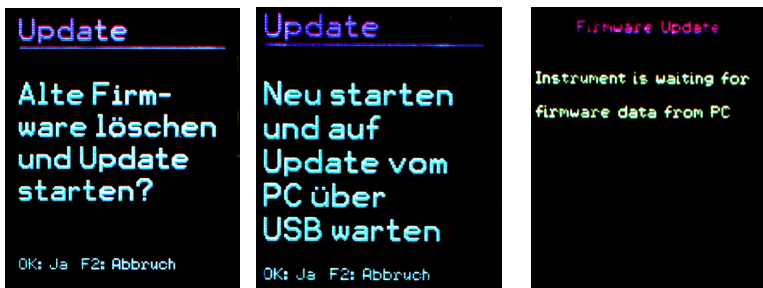 Update
Alte Firm-
ware löschen
und Update
starten?
OK: Ja F2: Abbruch
Update
Neu starten
und auf
Update vom
PC über
USB warten
OK: Ja F2: Abbruch
Firmware Update
Instrument is waiting for
firmware data from PC